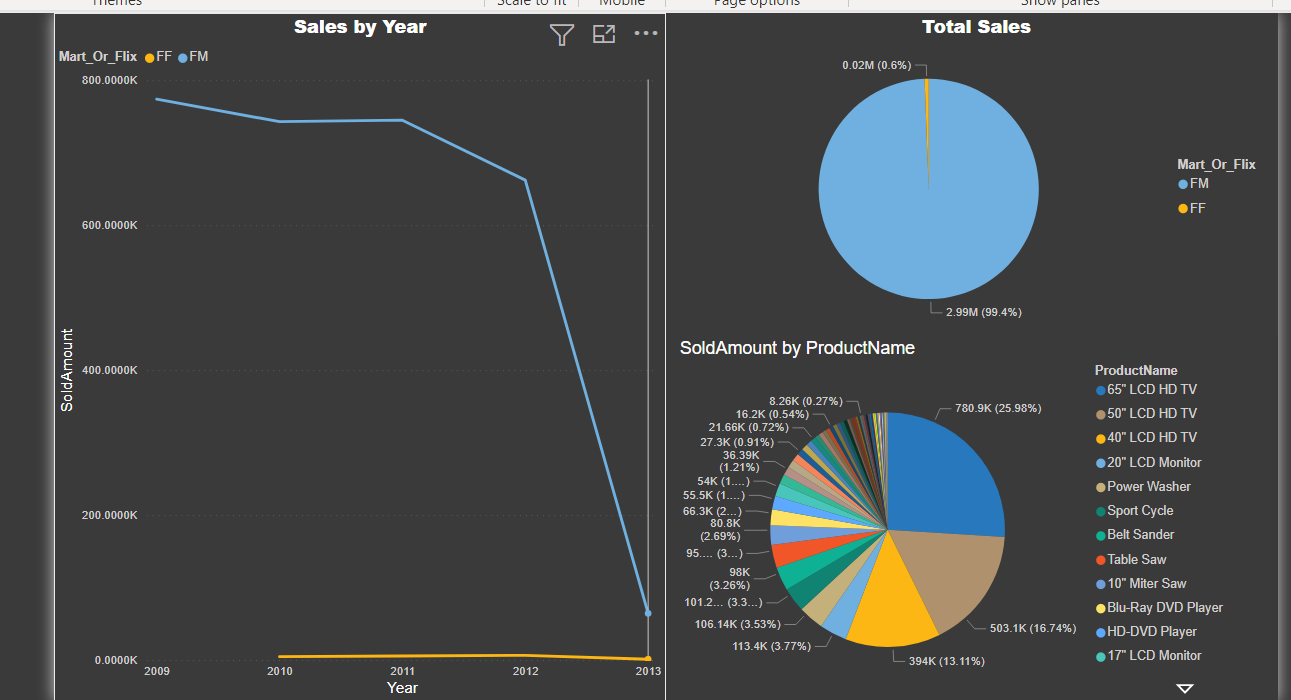 Themes Scale to fit Mobile Page options Show panes
Sales by Year
Mart_Or_Flix FF FM
800.0000K
600.0000K
400.0000K
200.0000K
0.0000K
SoldAmount
2009 2010 2011 2012 2013
Year
Total Sales
0.02M (0.6%)
2.99M (99.4%)
Mart_Or_Flix
FM
FF
SoldAmount by ProductName
8.26K (0.27%)
16.2K (0.54%)
21.66K (0.72%)
27.3K (0.91%)
36.39K
(1.21%)
54K (1....)
55.5K (1....)
66.3K (2...)
80.8K
(2.69%)
95.... (3...)
98K
(3.26%)
101.2... (3.3...)
106.14K (3.53%)
113.4K (3.77%)
394K (13.11%)
503.1K (16.74%)
780.9K (25.98%)
ProductName
65" LCD HD TV
50" LCD HD TV
40" LCD HD TV
20" LCD Monitor
Power Washer
Sport Cycle
Belt Sander
Table Saw
10" Miter Saw
Blu-Ray DVD Player
HD-DVD Player
17" LCD Monitor